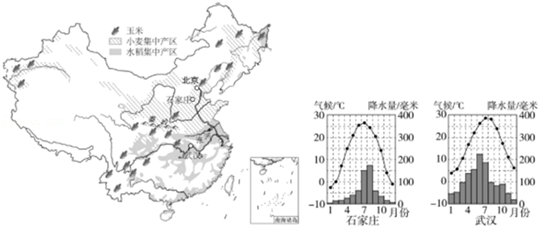 玉米
小麦集中产区
水稻集中产区
北京
石家庄
南海诸岛
气候/℃ 降水量/毫米
30 400
20 300
10 200
0 100
-10 0
1 4 7 10 月份
石家庄
气候/℃ 降水量/毫米
30 400
20 300
10 200
0 100
-10 0
1 4 7 10 月份
武汉